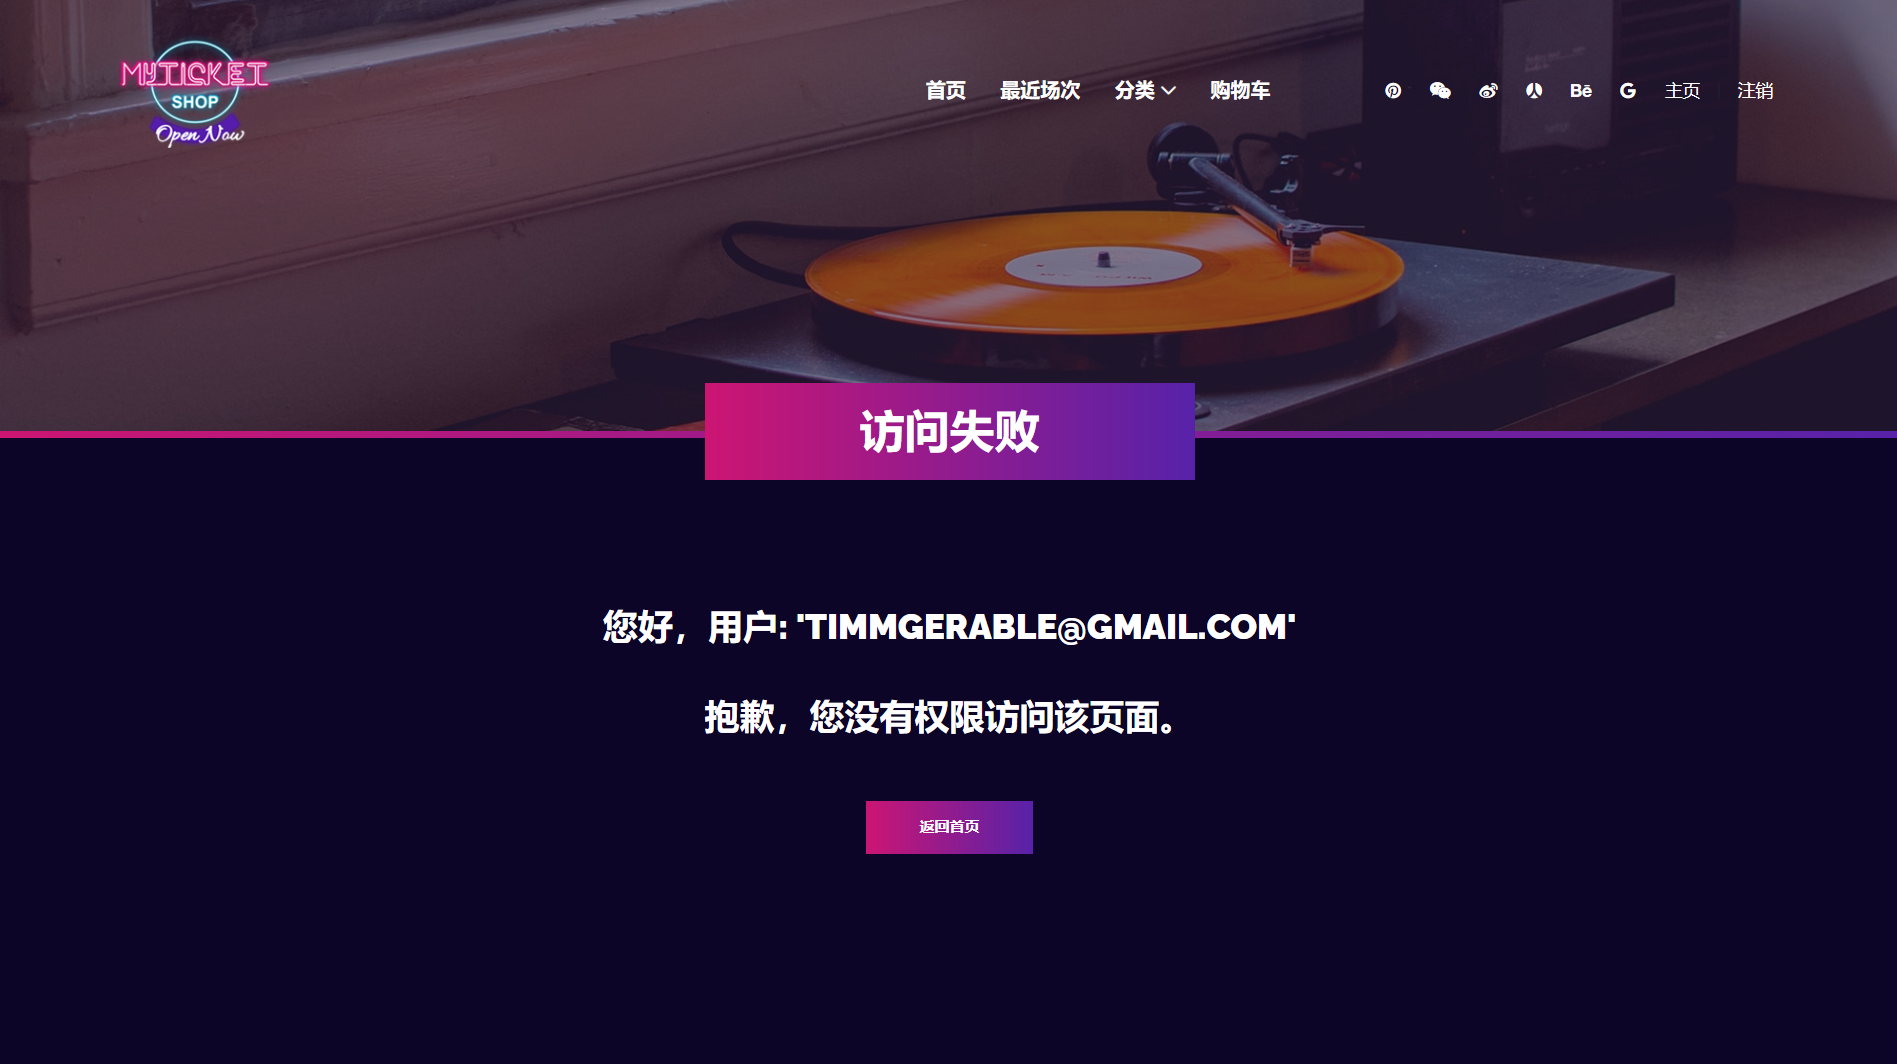 MYTICKET
SHOP
Open Now
首页
最近场次
分类
购物车
Bē
G
主页
注销
访问失败
您好，用户: 'TIMMGERABLE@GMAIL.COM'
抱歉，您没有权限访问该页面。
返回首页